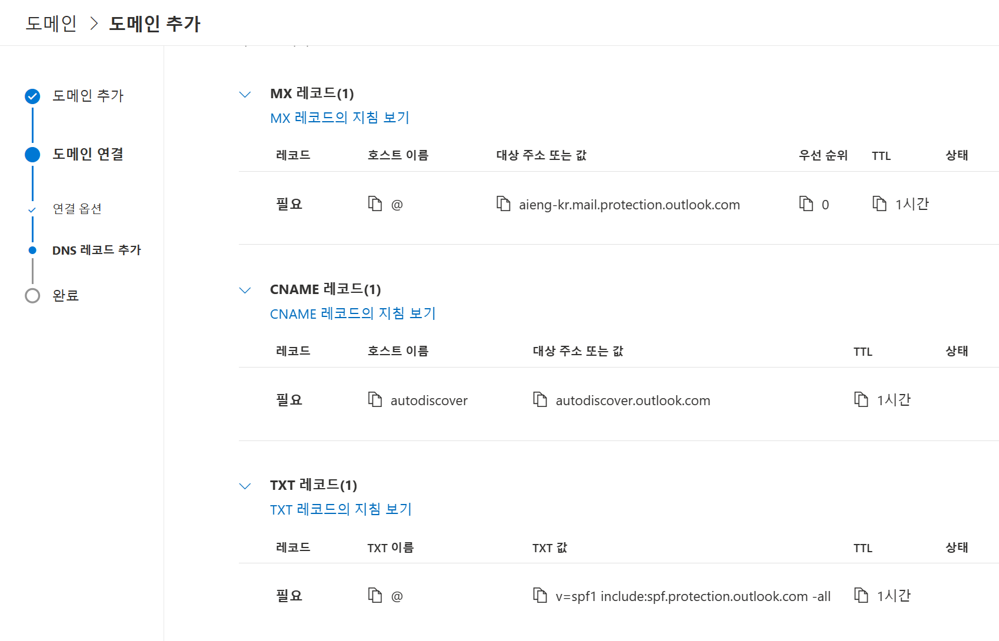 도메인 > 도메인 추가
도메인 추가
도메인 연결
연결 옵션
DNS 레코드 추가
완료
MX 레코드(1)
MX 레코드의 지침 보기
레코드 호스트 이름 대상 주소 또는 값 우선 순위 TTL 상태
필요 @ aieng-kr.mail.protection.outlook.com 0 1시간
CNAME 레코드(1)
CNAME 레코드의 지침 보기
레코드 호스트 이름 대상 주소 또는 값 TTL 상태
필요 autodiscover autodiscover.outlook.com 1시간
TXT 레코드(1)
TXT 레코드의 지침 보기
레코드 TXT 이름 TXT 값 TTL 상태
필요 @ v=spf1 include:spf.protection.outlook.com -all 1시간